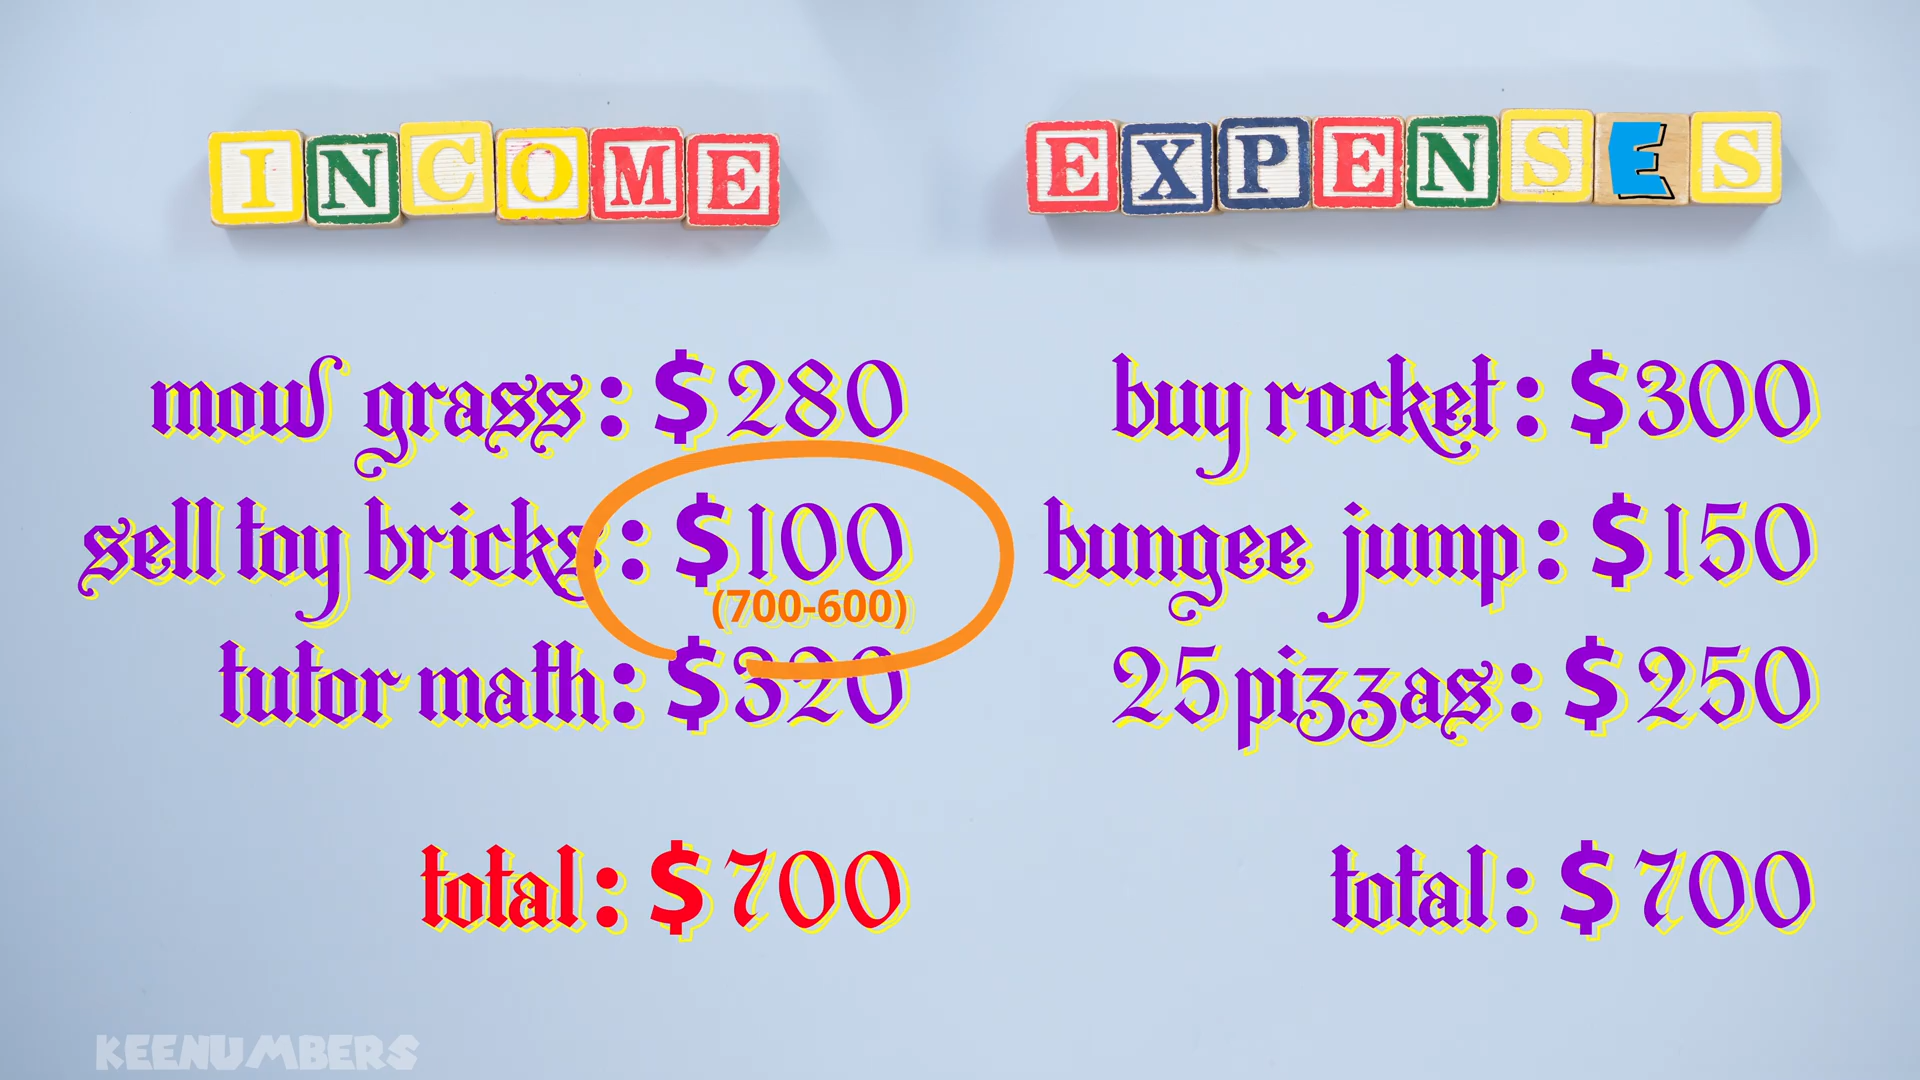 INCOME
mow grass: $280
sell toy bricks: $100
(700-600)
tutor math: $320
total: $700
EXPENSES
buy rocket: $300
bungee jump: $150
25 pizzas: $250
total: $700
KEENUMBERS